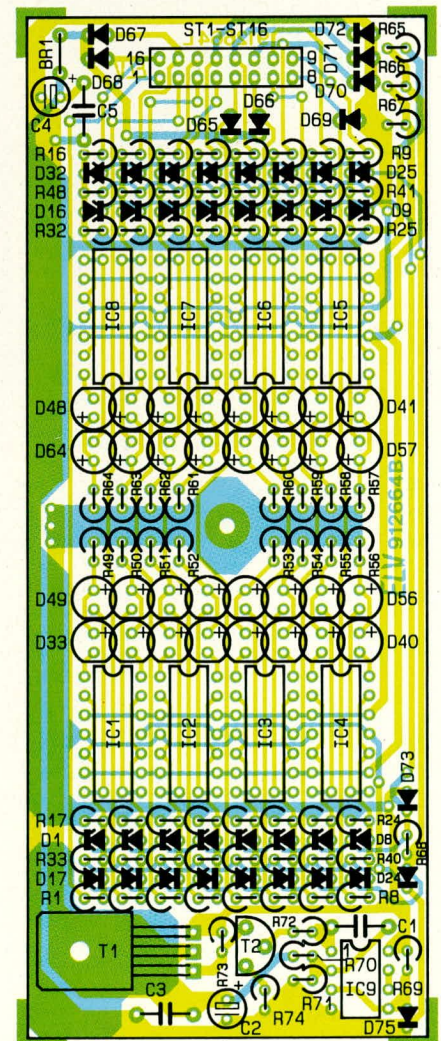 ST1-ST16
BR1
D67
D72
R65
16
9
D71
R66
1
8
D68
C5
D70
R67
C4
D65
D66
D69
R16
R9
D32
D25
R48
R41
D16
D9
R32
R25
IC8
IC7
IC6
IC5
D48
D41
D64
D57
R64
R63
R62
R61
R60
R59
R58
R57
R49
R50
R51
R52
R53
R54
R55
R56
ELV 912664B
D49
D56
D33
D40
IC1
IC2
IC3
IC4
D73
R17
R24
D1
D8
R68
R33
R40
D17
D24
R1
R8
T1
T2
R72
C1
R73
R70
IC9
R69
R71
C3
C2
R74
D75